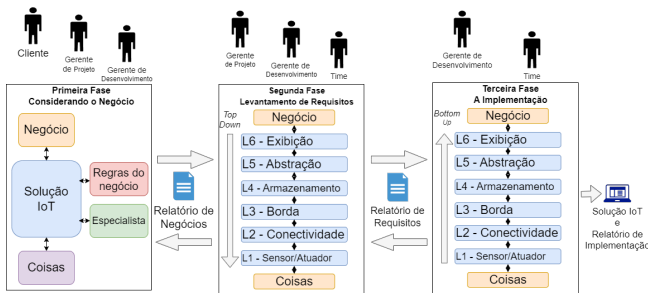 Cliente
Gerente
de Projeto
Gerente de
Desenvolvimento
Primeira Fase
Considerando o Negócio
Negócio
Solução
IoT
Regras do
negócio
Especialista
Coisas
Relatório de
Negócios
Gerente
de Projeto
Gerente de
Desenvolvimento
Time
Segunda Fase
Levantamento de Requisitos
Top
Down
Negócio
L6 - Exibição
L5 - Abstração
L4 - Armazenamento
L3 - Borda
L2 - Conectividade
L1 - Sensor/Atuador
Coisas
Relatório de
Requisitos
Gerente de
Desenvolvimento
Time
Terceira Fase
A Implementação
Bottom
Up
Negócio
L6 - Exibição
L5 - Abstração
L4 - Armazenamento
L3 - Borda
L2 - Conectividade
L1 - Sensor/Atuador
Coisas
Solução IoT
e
Relatório de
Implementação